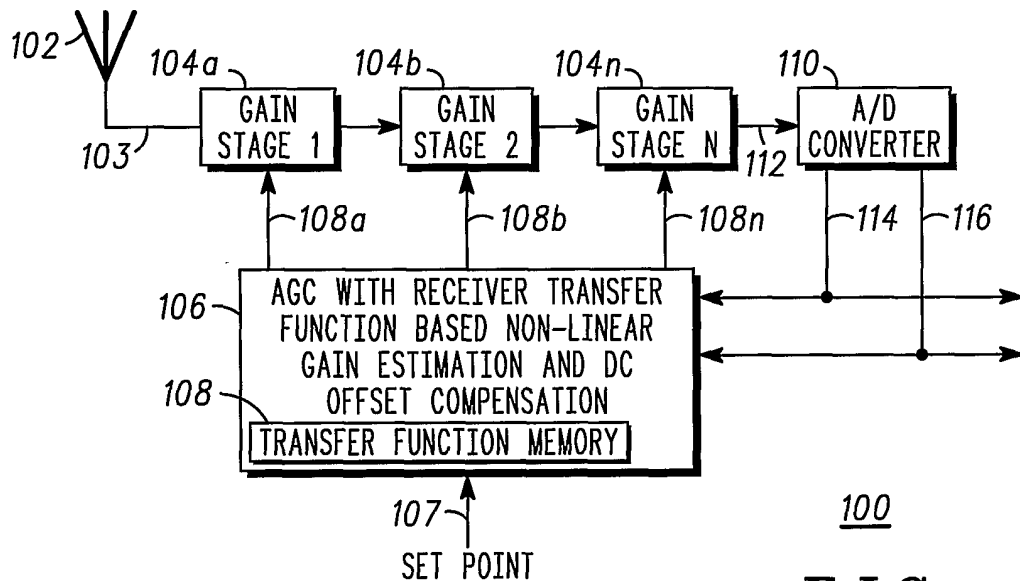 102
103
104a
GAIN
STAGE 1
104b
GAIN
STAGE 2
104n
GAIN
STAGE N
112
110
A/D
CONVERTER
108a
108b
108n
114
116
106
AGC WITH RECEIVER TRANSFER
FUNCTION BASED NON-LINEAR
GAIN ESTIMATION AND DC
OFFSET COMPENSATION
108
TRANSFER FUNCTION MEMORY
107
SET POINT
100